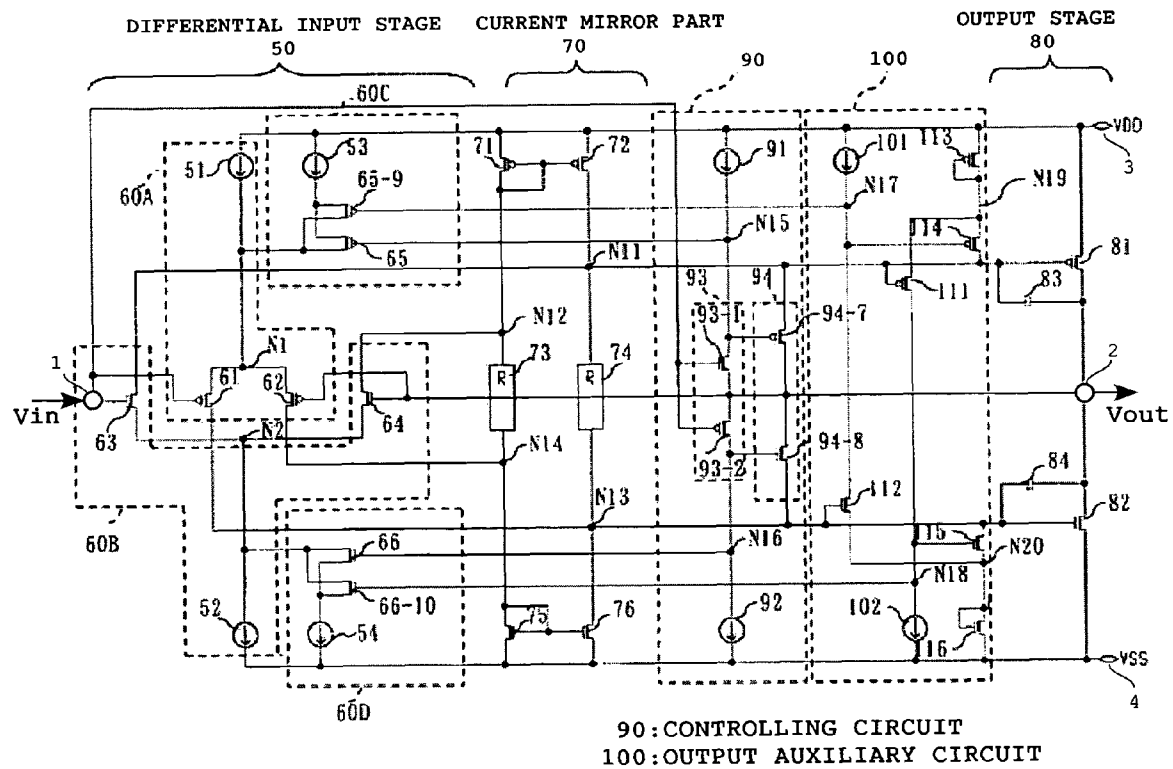 DIFFERENTIAL INPUT STAGE CURRENT MIRROR PART OUTPUT STAGE
50 70 90 100 80
60C
VDD
3
51 53 71 72 91 101 113
60A
65-9 N17 N19
N15 114
65 N11 81
93 94 111 83
93-1
N12 94-7
1 N1 73 74 2
61 62 R R
Vin Vout
63 N2 64
93-2 94-8
N14 84
112
N13 82
60B 66 N16 115
N20
N18
66-10
52 54 75 76 92 102
116
VSS
4
60D
90:CONTROLLING CIRCUIT
100:OUTPUT AUXILIARY CIRCUIT